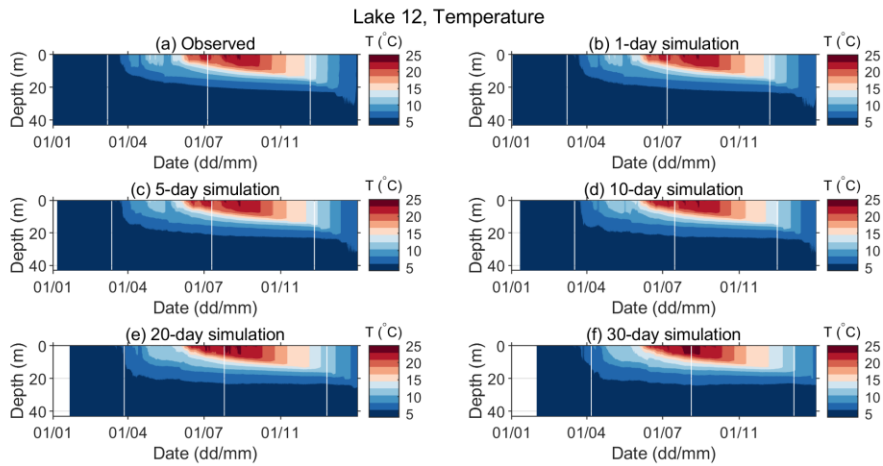 Lake 12, Temperature
(a) Observed
T (°C)
0
20
40
Depth (m)
01/01
01/04
01/07
01/11
Date (dd/mm)
25
20
15
10
5
(b) 1-day simulation
T (°C)
0
20
40
Depth (m)
01/01
01/04
01/07
01/11
Date (dd/mm)
25
20
15
10
5
(c) 5-day simulation
T (°C)
0
20
40
Depth (m)
01/01
01/04
01/07
01/11
Date (dd/mm)
25
20
15
10
5
(d) 10-day simulation
T (°C)
0
20
40
Depth (m)
01/01
01/04
01/07
01/11
Date (dd/mm)
25
20
15
10
5
(e) 20-day simulation
T (°C)
0
20
40
Depth (m)
01/01
01/04
01/07
01/11
Date (dd/mm)
25
20
15
10
5
(f) 30-day simulation
T (°C)
0
20
40
Depth (m)
01/01
01/04
01/07
01/11
Date (dd/mm)
25
20
15
10
5